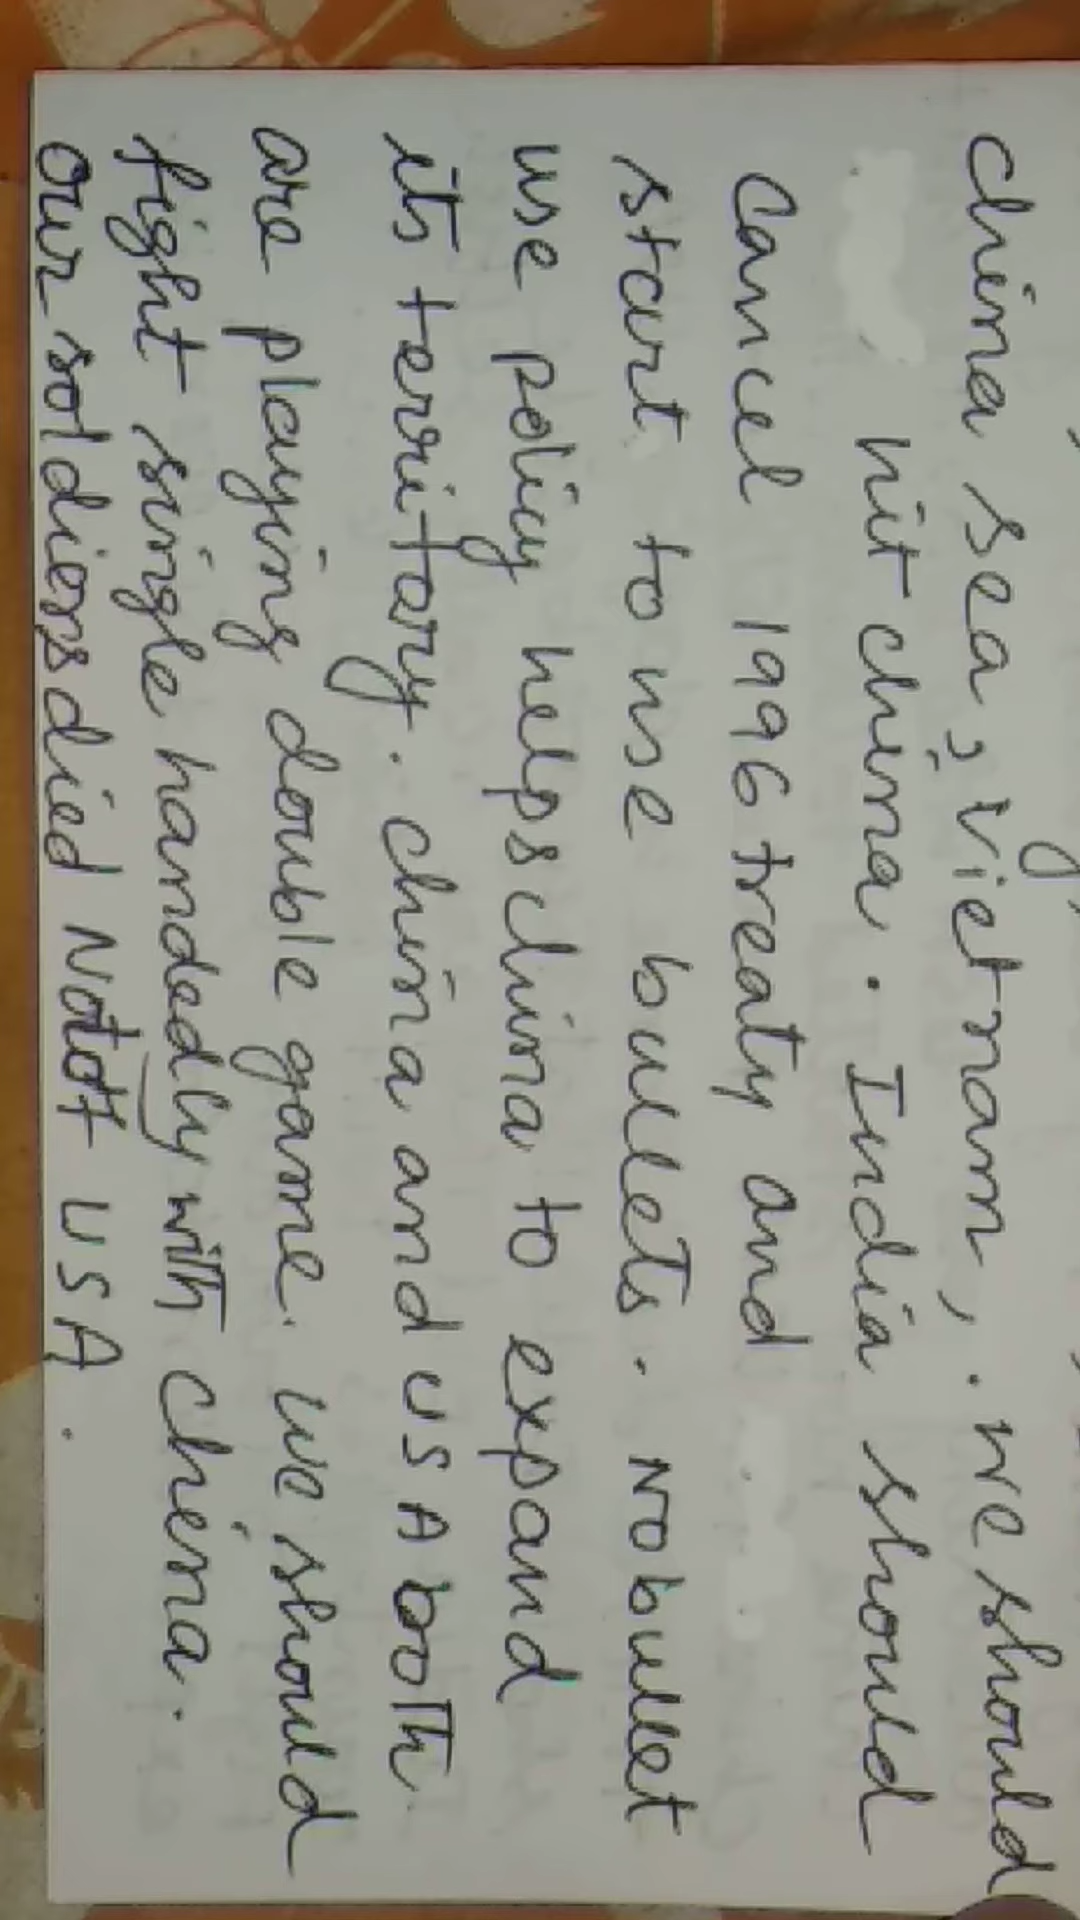 China sea, Vietnam, . we should
hit china. India should
Cancel 1996 treaty and
start to use bullets. No bullet
use policy helps china to expand
its territary. China and USA both
are playing double game. we should
fight single handedly with China.
our soldiers died Not USA.